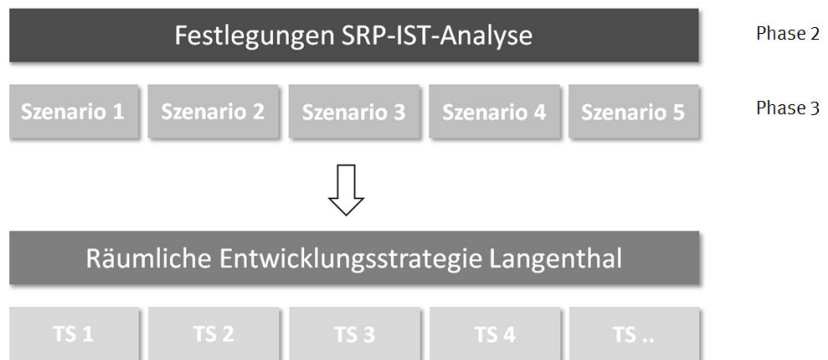 Festlegungen SRP-IST-Analyse
Phase 2
Szenario 1
Szenario 2
Szenario 3
Szenario 4
Szenario 5
Phase 3
Räumliche Entwicklungsstrategie Langenthal
TS 1
TS 2
TS 3
TS 4
TS ..